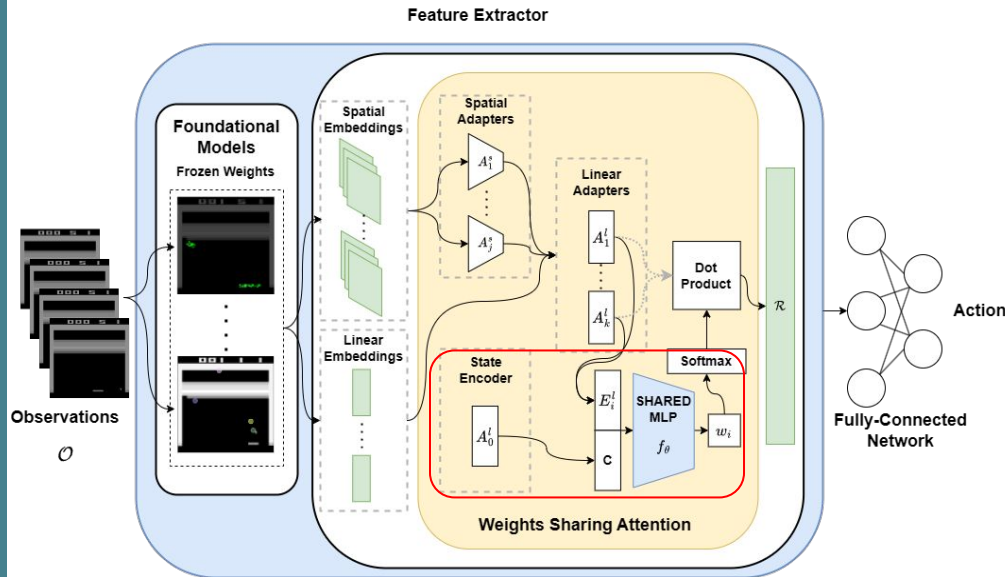 Feature Extractor
Foundational
Models
Frozen Weights
Spatial
Embeddings
Spatial
Adapters
A_1^s
A_j^s
Linear
Adapters
A_1^l
A_k^l
Dot
Product
Softmax
R
Linear
Embeddings
State
Encoder
A_0^l
E_i^l
C
SHARED
MLP
f_θ
w_i
Weights Sharing Attention
Observations
O
Action
Fully-Connected
Network